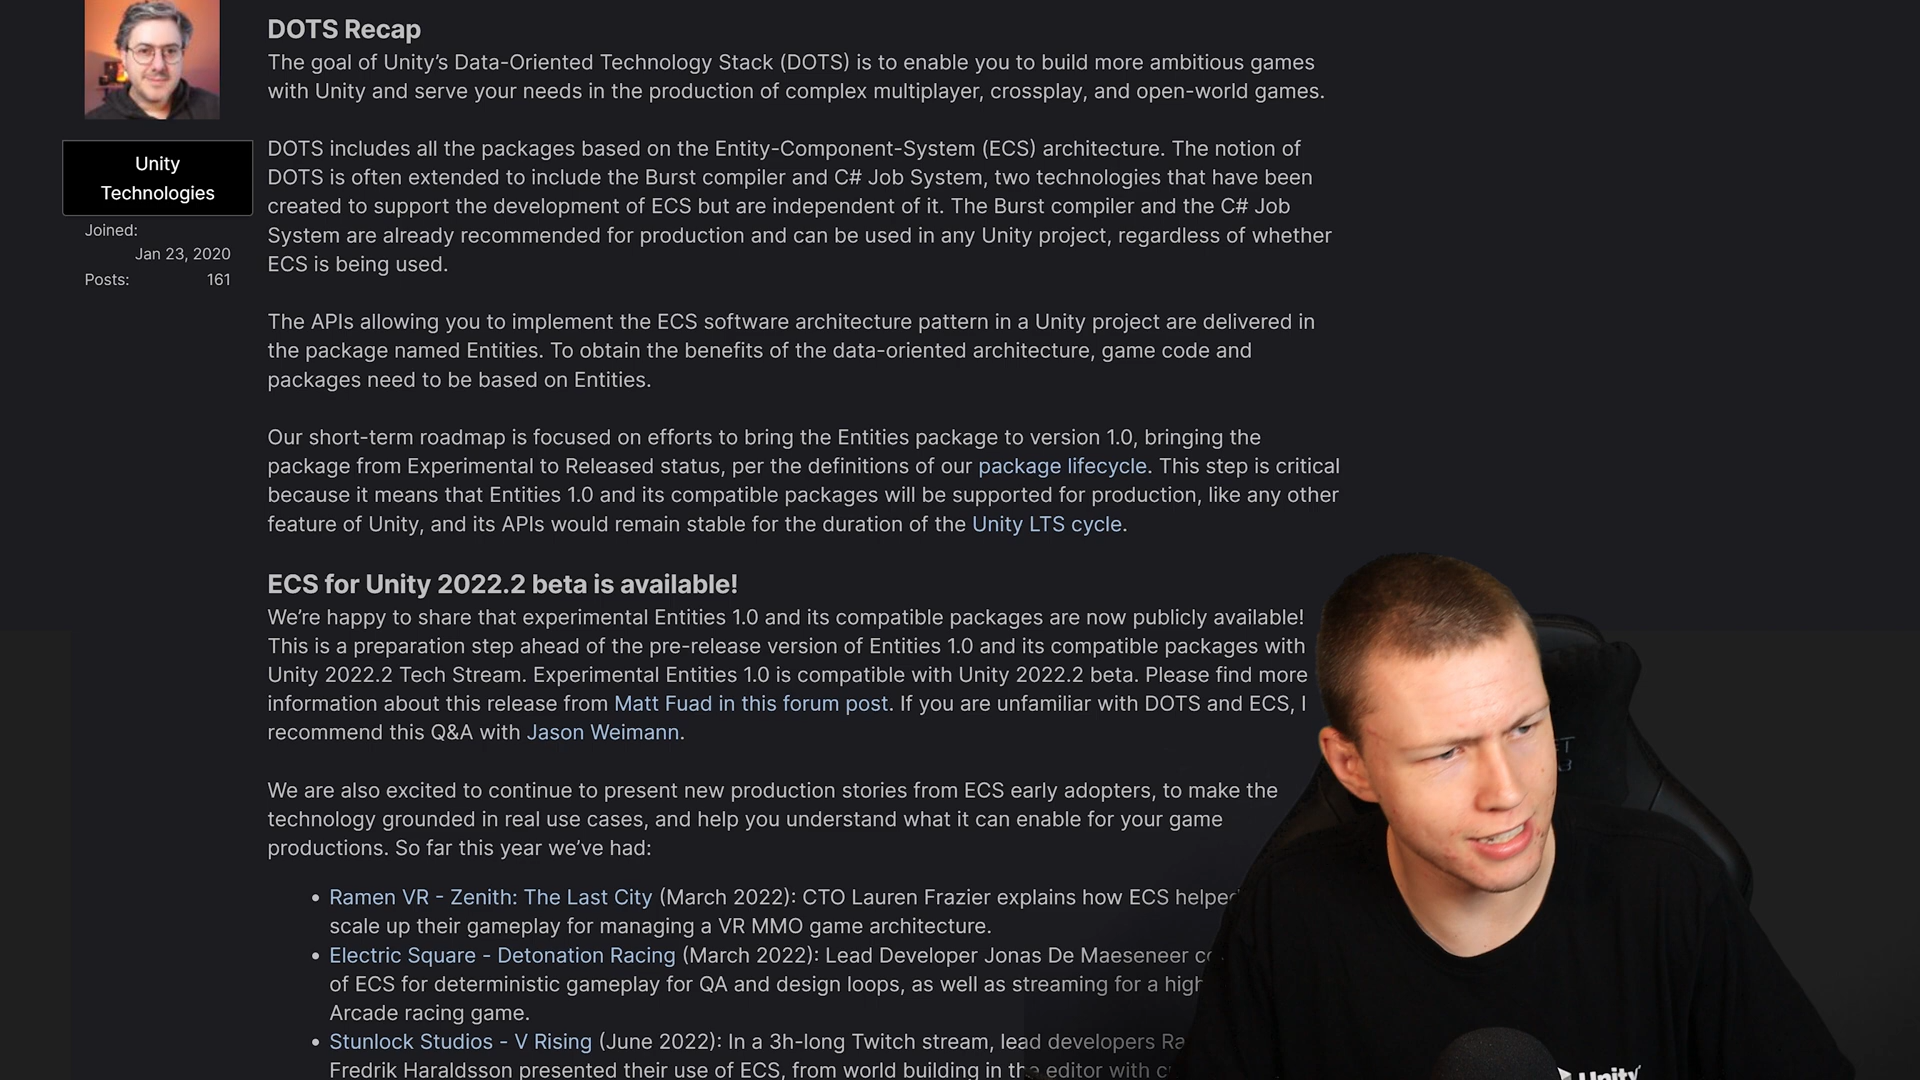 DOTS Recap
The goal of Unity’s Data-Oriented Technology Stack (DOTS) is to enable you to build more ambitious games
with Unity and serve your needs in the production of complex multiplayer, crossplay, and open-world games.
Unity
Technologies
Joined:
Jan 23, 2020
Posts: 161
DOTS includes all the packages based on the Entity-Component-System (ECS) architecture. The notion of
DOTS is often extended to include the Burst compiler and C# Job System, two technologies that have been
created to support the development of ECS but are independent of it. The Burst compiler and the C# Job
System are already recommended for production and can be used in any Unity project, regardless of whether
ECS is being used.
The APIs allowing you to implement the ECS software architecture pattern in a Unity project are delivered in
the package named Entities. To obtain the benefits of the data-oriented architecture, game code and
packages need to be based on Entities.
Our short-term roadmap is focused on efforts to bring the Entities package to version 1.0, bringing the
package from Experimental to Released status, per the definitions of our package lifecycle. This step is critical
because it means that Entities 1.0 and its compatible packages will be supported for production, like any other
feature of Unity, and its APIs would remain stable for the duration of the Unity LTS cycle.
ECS for Unity 2022.2 beta is available!
We’re happy to share that experimental Entities 1.0 and its compatible packages are now publicly available!
This is a preparation step ahead of the pre-release version of Entities 1.0 and its compatible packages with
Unity 2022.2 Tech Stream. Experimental Entities 1.0 is compatible with Unity 2022.2 beta. Please find more
information about this release from Matt Fuad in this forum post. If you are unfamiliar with DOTS and ECS, I
recommend this Q&A with Jason Weimann.
We are also excited to continue to present new production stories from ECS early adopters, to make the
technology grounded in real use cases, and help you understand what it can enable for your game
productions. So far this year we’ve had:
• Ramen VR - Zenith: The Last City (March 2022): CTO Lauren Frazier explains how ECS helped
scale up their gameplay for managing a VR MMO game architecture.
• Electric Square - Detonation Racing (March 2022): Lead Developer Jonas De Maeseneer
of ECS for deterministic gameplay for QA and design loops, as well as streaming for a high
Arcade racing game.
• Stunlock Studios - V Rising (June 2022): In a 3h-long Twitch stream, lead developers
Fredrik Haraldsson presented their use of ECS, from world building in the editor with
Unity